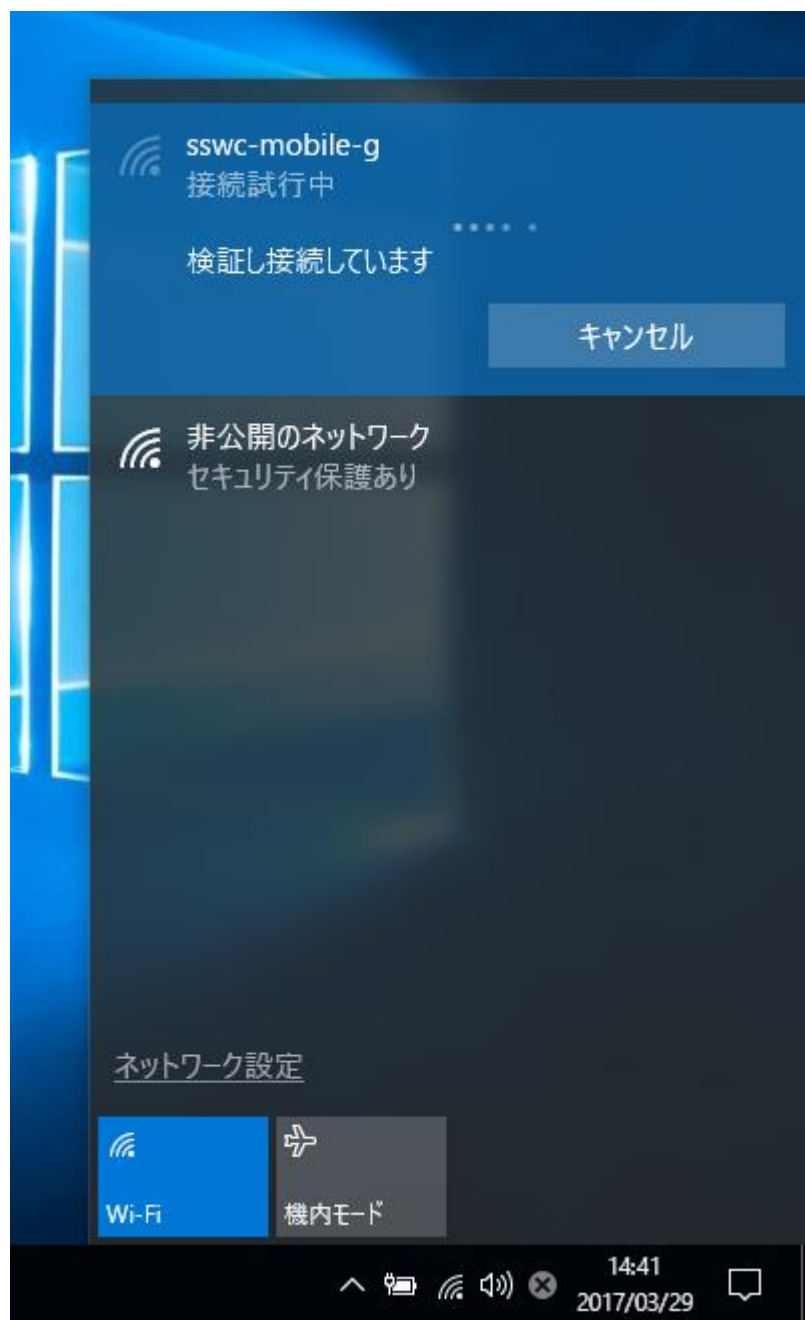 sswc-mobile-g
接続試行中
検証し接続しています
キャンセル
非公開のネットワーク
セキュリティ保護あり
ネットワーク設定
Wi-Fi
機内モード
14:41
2017/03/29